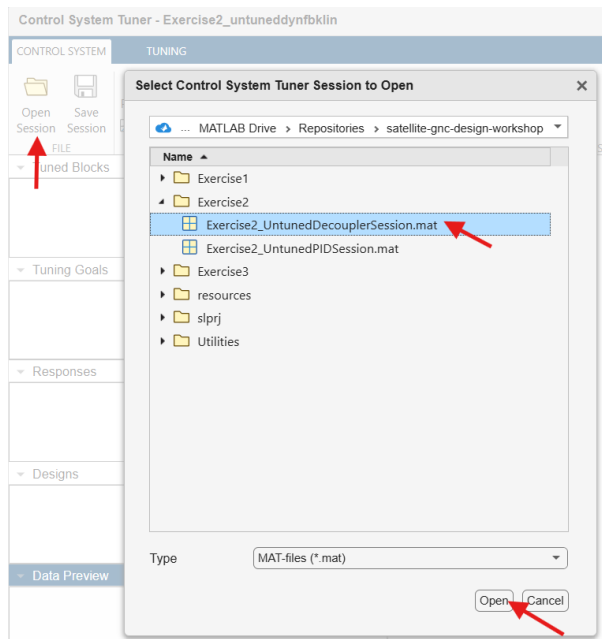 Control System Tuner - Exercise2_untuneddynfbklin
CONTROL SYSTEM TUNING
Select Control System Tuner Session to Open
Open Session
Save Session
FILE
... MATLAB Drive > Repositories > satellite-gnc-design-workshop
Name
Tuned Blocks
Exercise1
Exercise2
Exercise2_UntunedDecouplerSession.mat
Exercise2_UntunedPIDSession.mat
Tuning Goals
Exercise3
resources
slprj
Utilities
Responses
Designs
Type MAT-files (*.mat)
Data Preview
Open Cancel